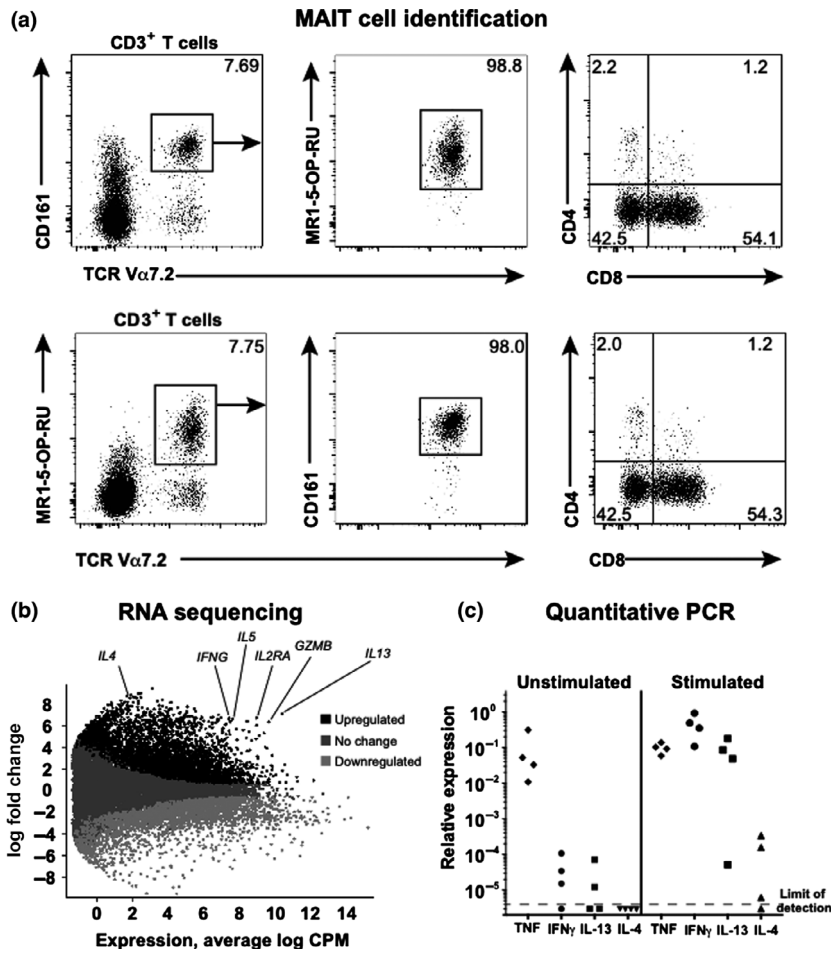 (a) MAIT cell identification
CD3+ T cells
7.69
CD161
98.8
MR1-5-OP-RU
2.2 1.2
CD4
42.5 54.1
TCR Vα7.2
CD8
CD3+ T cells
7.75
MR1-5-OP-RU
98.0
CD161
2.0 1.2
CD4
42.5 54.3
TCR Vα7.2
CD8
(b) RNA sequencing
IL4
IFNG
IL5
IL2RA
GZMB
IL13
Upregulated
No change
Downregulated
log fold change
8
6
4
2
0
−2
−4
−6
−8
0 2 4 6 8 10 12 14
Expression, average log CPM
(c) Quantitative PCR
Unstimulated Stimulated
Relative expression
10⁰
10⁻¹
10⁻²
10⁻³
10⁻⁴
10⁻⁵
Limit of
detection
TNF IFNγ IL-13 IL-4 TNF IFNγ IL-13 IL-4